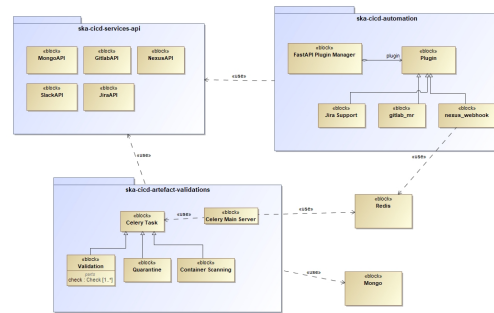 ska-cicd-services-api
«block»
MongoAPI
«block»
GitlabAPI
«block»
NexusAPI
«block»
SlackAPI
«block»
JiraAPI
ska-cicd-automation
«block»
FastAPI Plugin Manager
plugin
«block»
Plugin
«block»
Jira Support
«block»
gitlab_mr
«block»
nexus_webhook
«use»
«use»
«use»
ska-cicd-artefact-validations
«block»
Celery Task
«use»
«block»
Celery Main Server
«use»
«block»
Redis
«block»
Validation
parts
check : Check [1..*]
«block»
Quarantine
«block»
Container Scanning
«use»
«block»
Mongo